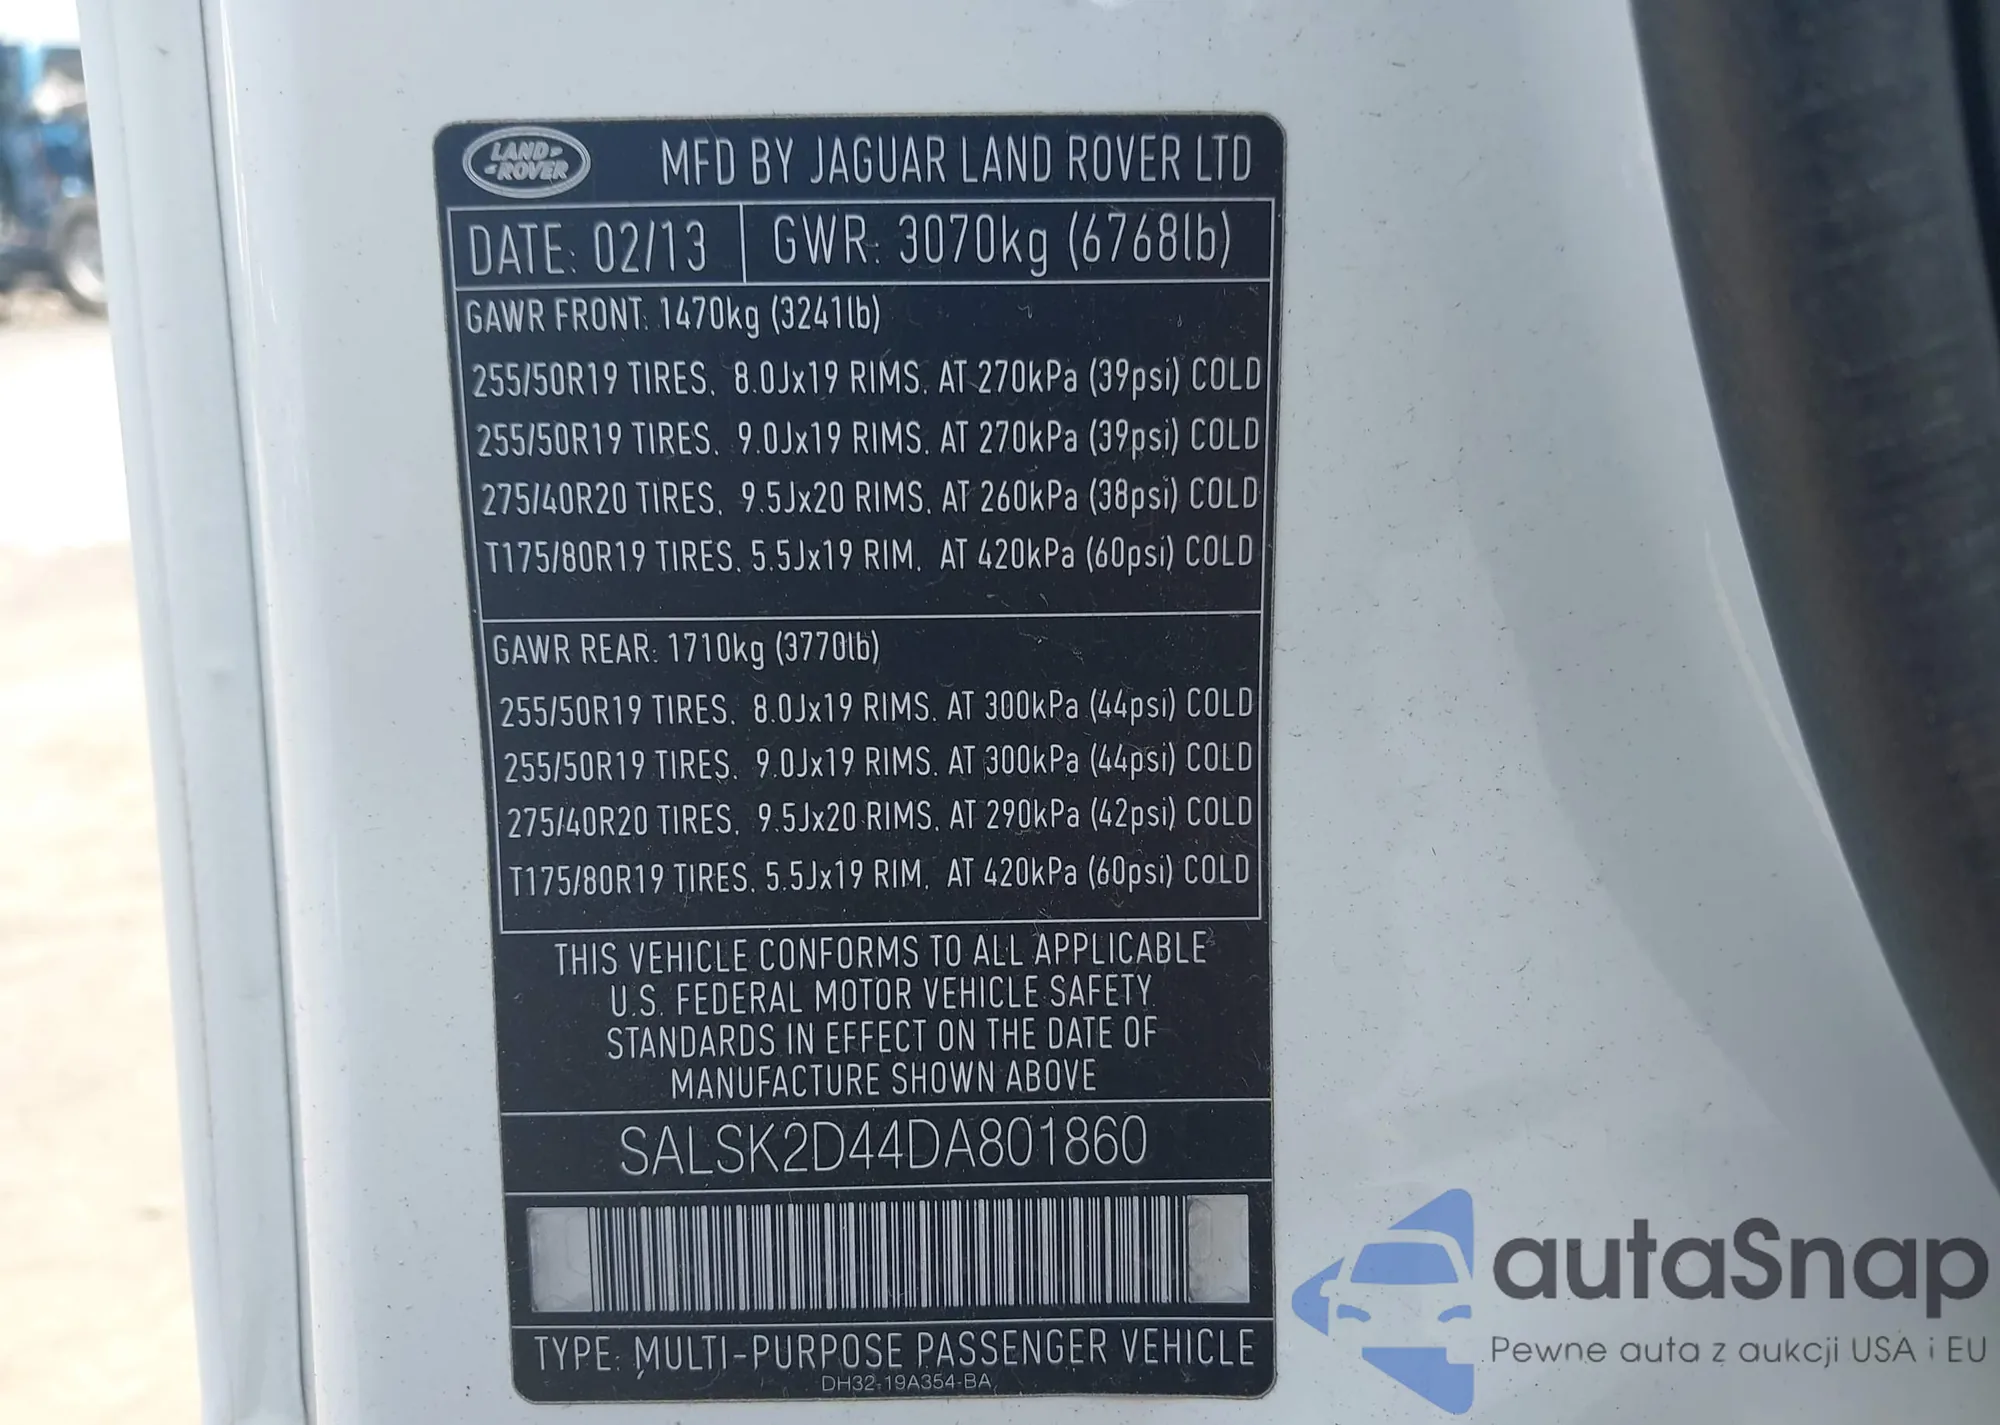 LAND-
-ROVER
MFD BY JAGUAR LAND ROVER LTD
DATE: 02/13
GWR: 3070kg (6768lb)
GAWR FRONT: 1470kg (3241lb)
255/50R19 TIRES, 8.0Jx19 RIMS, AT 270kPa (39psi) COLD
255/50R19 TIRES, 9.0Jx19 RIMS, AT 270kPa (39psi) COLD
275/40R20 TIRES, 9.5Jx20 RIMS, AT 260kPa (38psi) COLD
T175/80R19 TIRES, 5.5Jx19 RIM, AT 420kPa (60psi) COLD
GAWR REAR: 1710kg (3770lb)
255/50R19 TIRES, 8.0Jx19 RIMS, AT 300kPa (44psi) COLD
255/50R19 TIRES, 9.0Jx19 RIMS, AT 300kPa (44psi) COLD
275/40R20 TIRES, 9.5Jx20 RIMS, AT 290kPa (42psi) COLD
T175/80R19 TIRES, 5.5Jx19 RIM, AT 420kPa (60psi) COLD
THIS VEHICLE CONFORMS TO ALL APPLICABLE
U.S. FEDERAL MOTOR VEHICLE SAFETY
STANDARDS IN EFFECT ON THE DATE OF
MANUFACTURE SHOWN ABOVE
SALSK2D44DA801860
TYPE: MULTI-PURPOSE PASSENGER VEHICLE
DH32-19A354-BA
autaSnap
Pewne auta z aukcji USA i EU